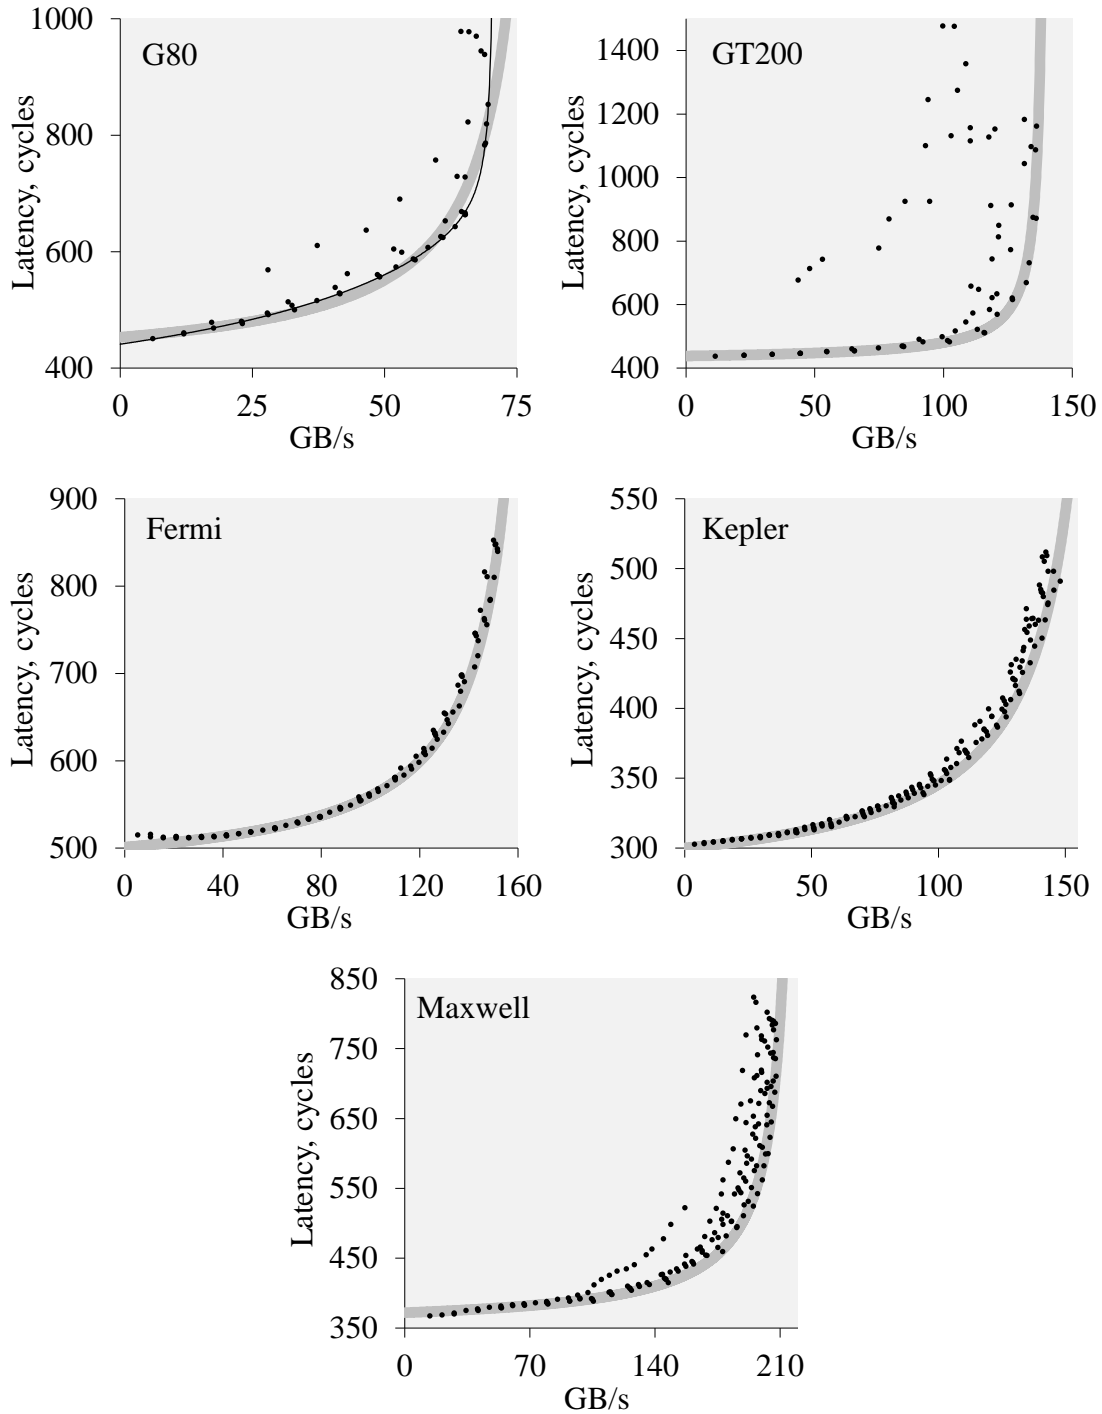 G80
Latency, cycles
1000
800
600
400
0 25 50 75
GB/s
GT200
Latency, cycles
1400
1200
1000
800
600
400
0 50 100 150
GB/s
Fermi
Latency, cycles
900
800
700
600
500
0 40 80 120 160
GB/s
Kepler
Latency, cycles
550
500
450
400
350
300
0 50 100 150
GB/s
Maxwell
Latency, cycles
850
750
650
550
450
350
0 70 140 210
GB/s